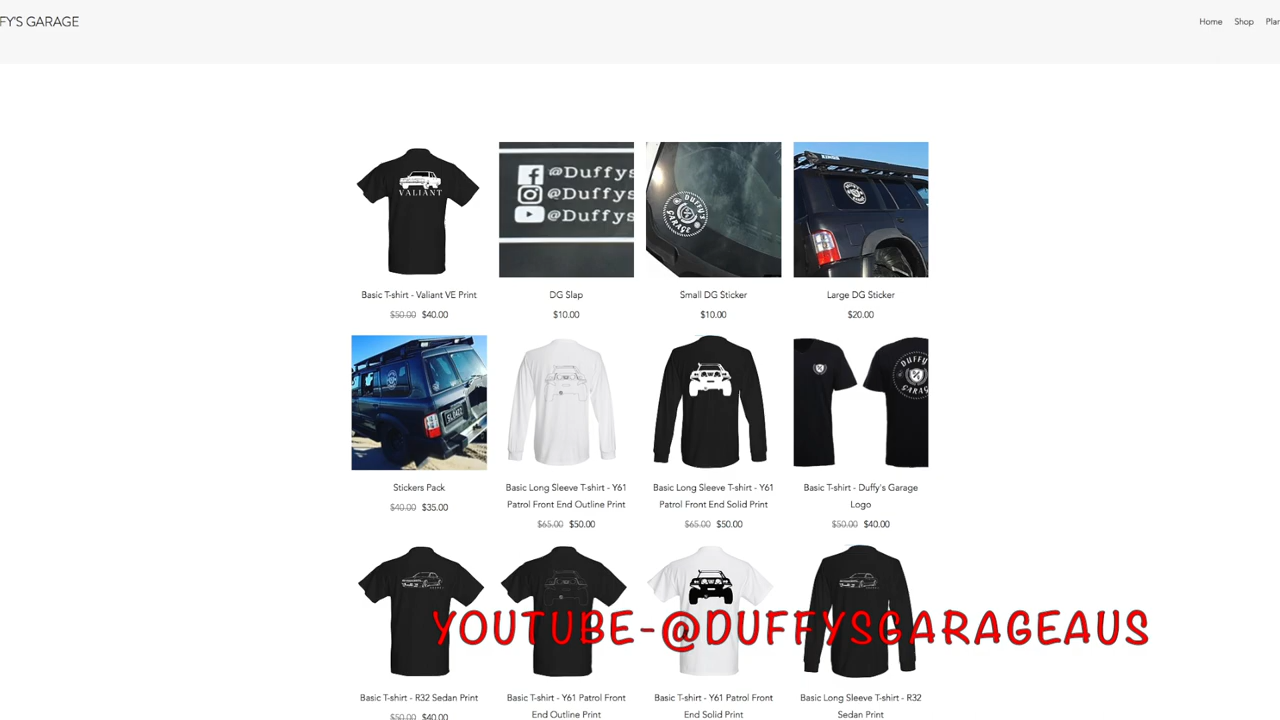 FY'S GARAGE
Home Shop Plan
VALIANT
@Duffys
@Duffys
@Duffys
DUFFY'S
GARAGE
Basic T-shirt - Valiant VE Print
DG Slap
Small DG Sticker
Large DG Sticker
$50.00 $40.00
$10.00
$10.00
$20.00
DUFFY
GARAG
Stickers Pack
Basic Long Sleeve T-shirt - Y61
Patrol Front End Outline Print
Basic Long Sleeve T-shirt - Y61
Patrol Front End Solid Print
Basic T-shirt - Duffy's Garage
Logo
$40.00 $35.00
$65.00 $50.00
$65.00 $50.00
$50.00 $40.00
YOUTUBE-@DUFFYSGARAGEAUS
Basic T-shirt - R32 Sedan Print
Basic T-shirt - Y61 Patrol Front
End Outline Print
Basic T-shirt - Y61 Patrol Front
End Solid Print
Basic Long Sleeve T-shirt - R32
Sedan Print
$50.00 $40.00